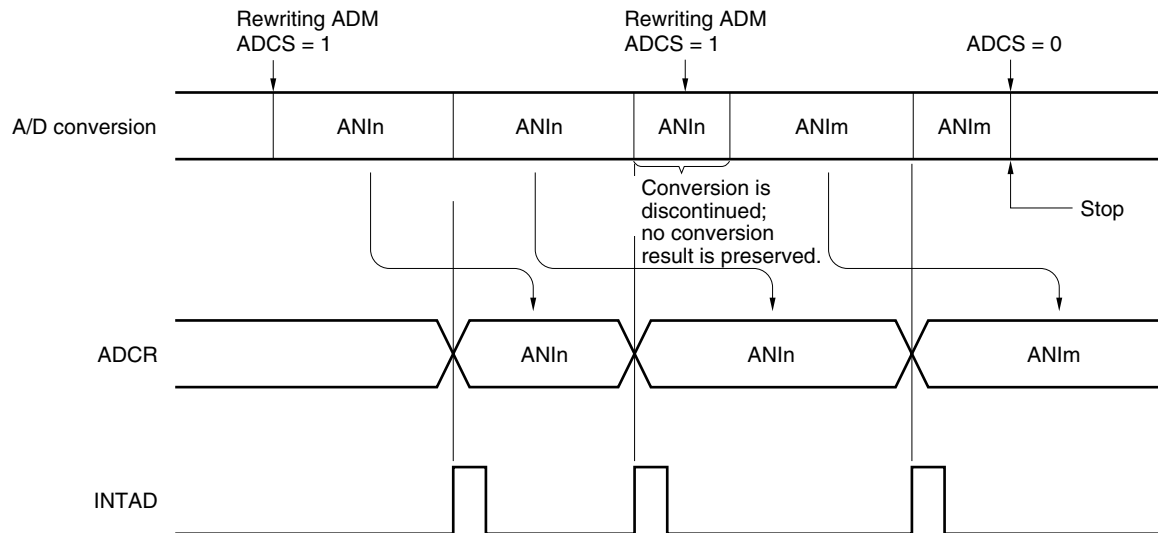 Rewriting ADM
ADCS = 1
Rewriting ADM
ADCS = 1
ADCS = 0
A/D conversion
ANIn
ANIn
ANIn
ANIm
ANIm
Conversion is
discontinued;
no conversion
result is preserved.
Stop
ADCR
ANIn
ANIn
ANIm
INTAD